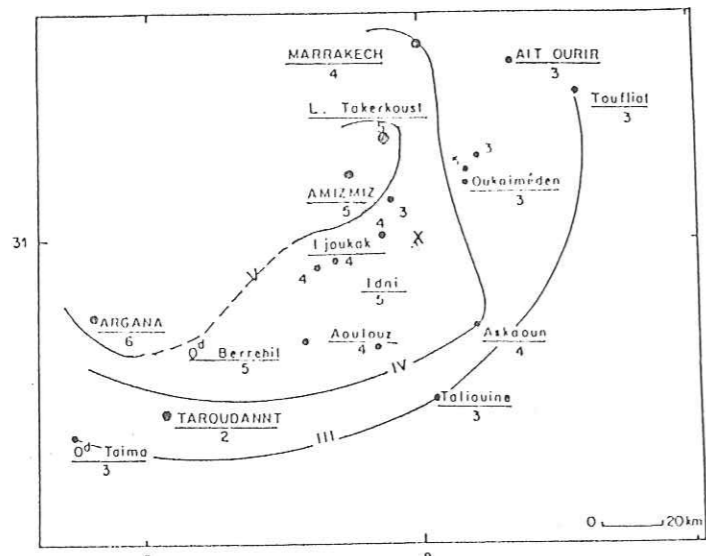 MARRAKECH
4
AIT OURIR
3
Toufliat
3
L. Takerkoust
5
3
Oukaiméden
3
AMIZMIZ
5
3
4
31
Ijoukak
4
4
X
V
Idni
5
ARGANA
6
Od Berrehil
5
Aoulouz
4
Askaoun
4
IV
Taliouine
3
TAROUDANNT
2
III
Od Taima
3
0 20km
8